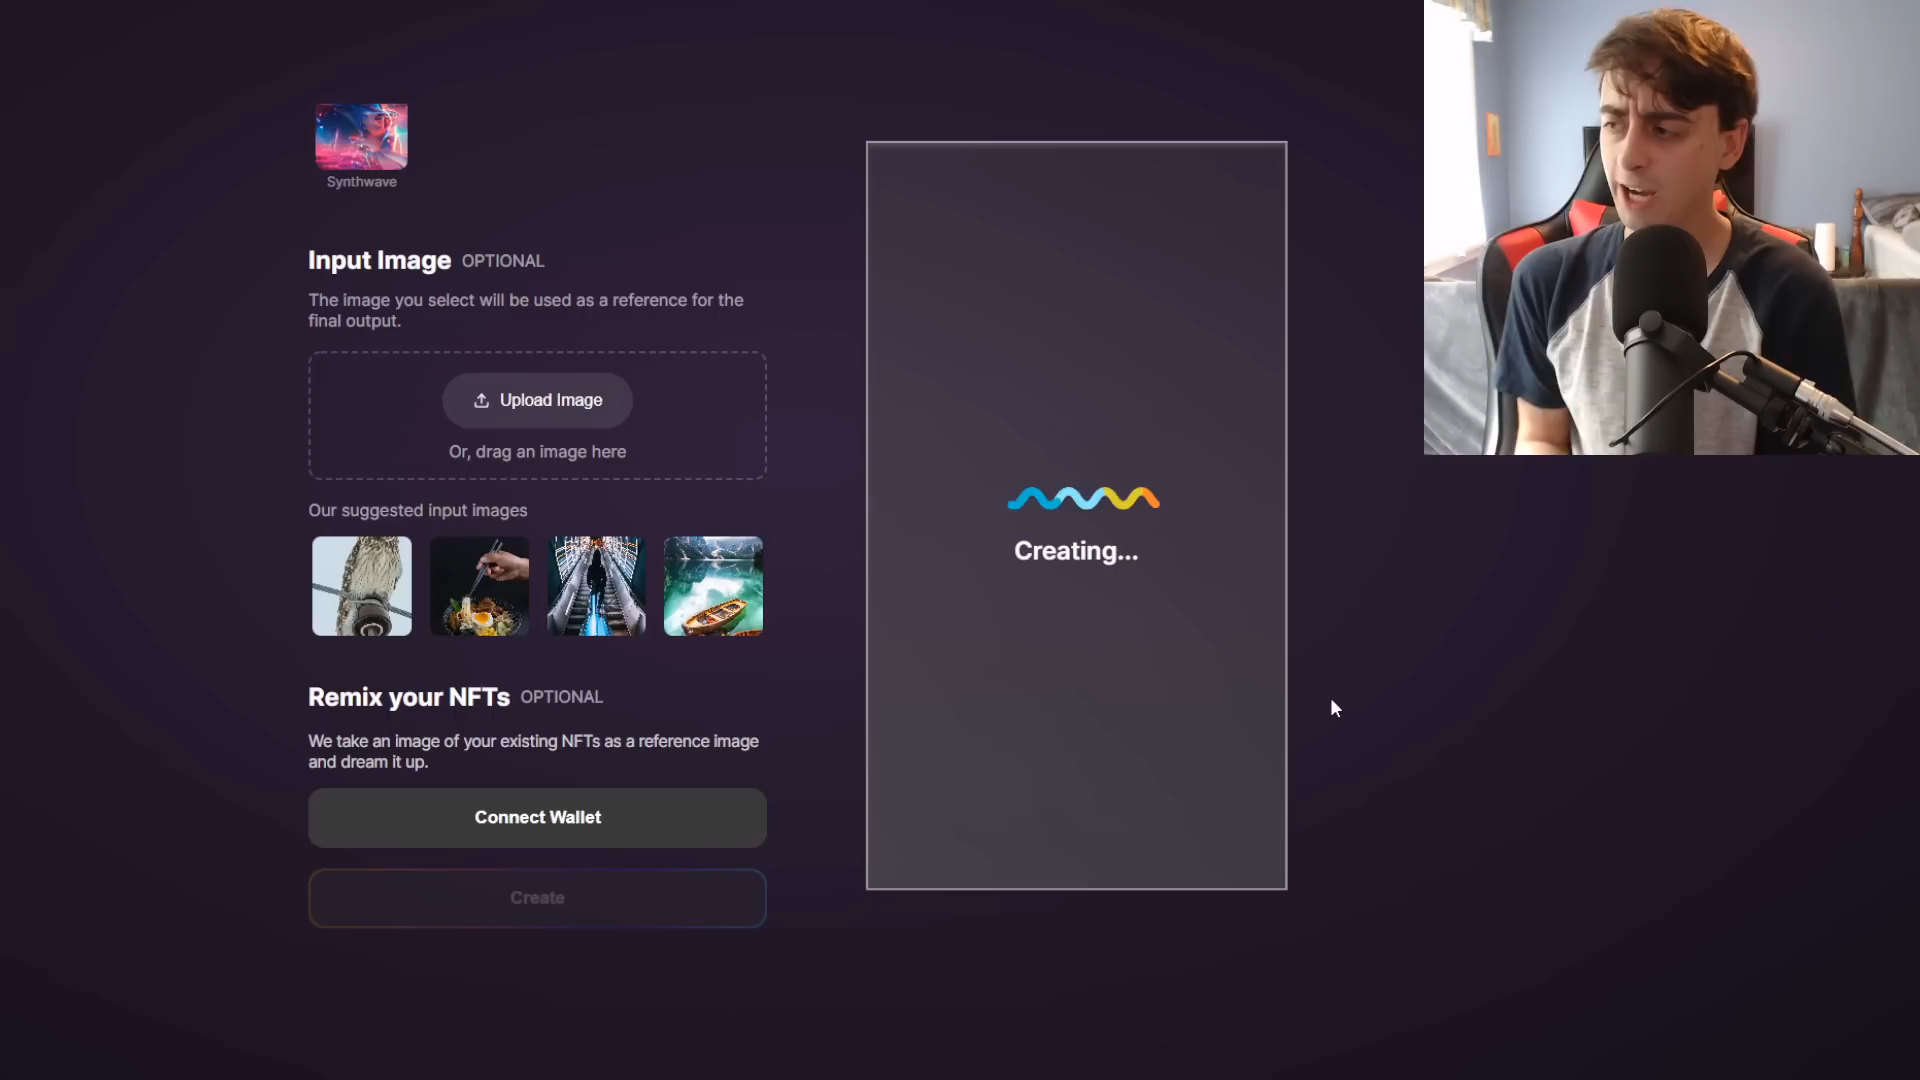 Synthwave
Input Image OPTIONAL
The image you select will be used as a reference for the
final output.
Upload Image
Or, drag an image here
Our suggested input images
Remix your NFTs OPTIONAL
We take an image of your existing NFTs as a reference image
and dream it up.
Connect Wallet
Create
Creating...